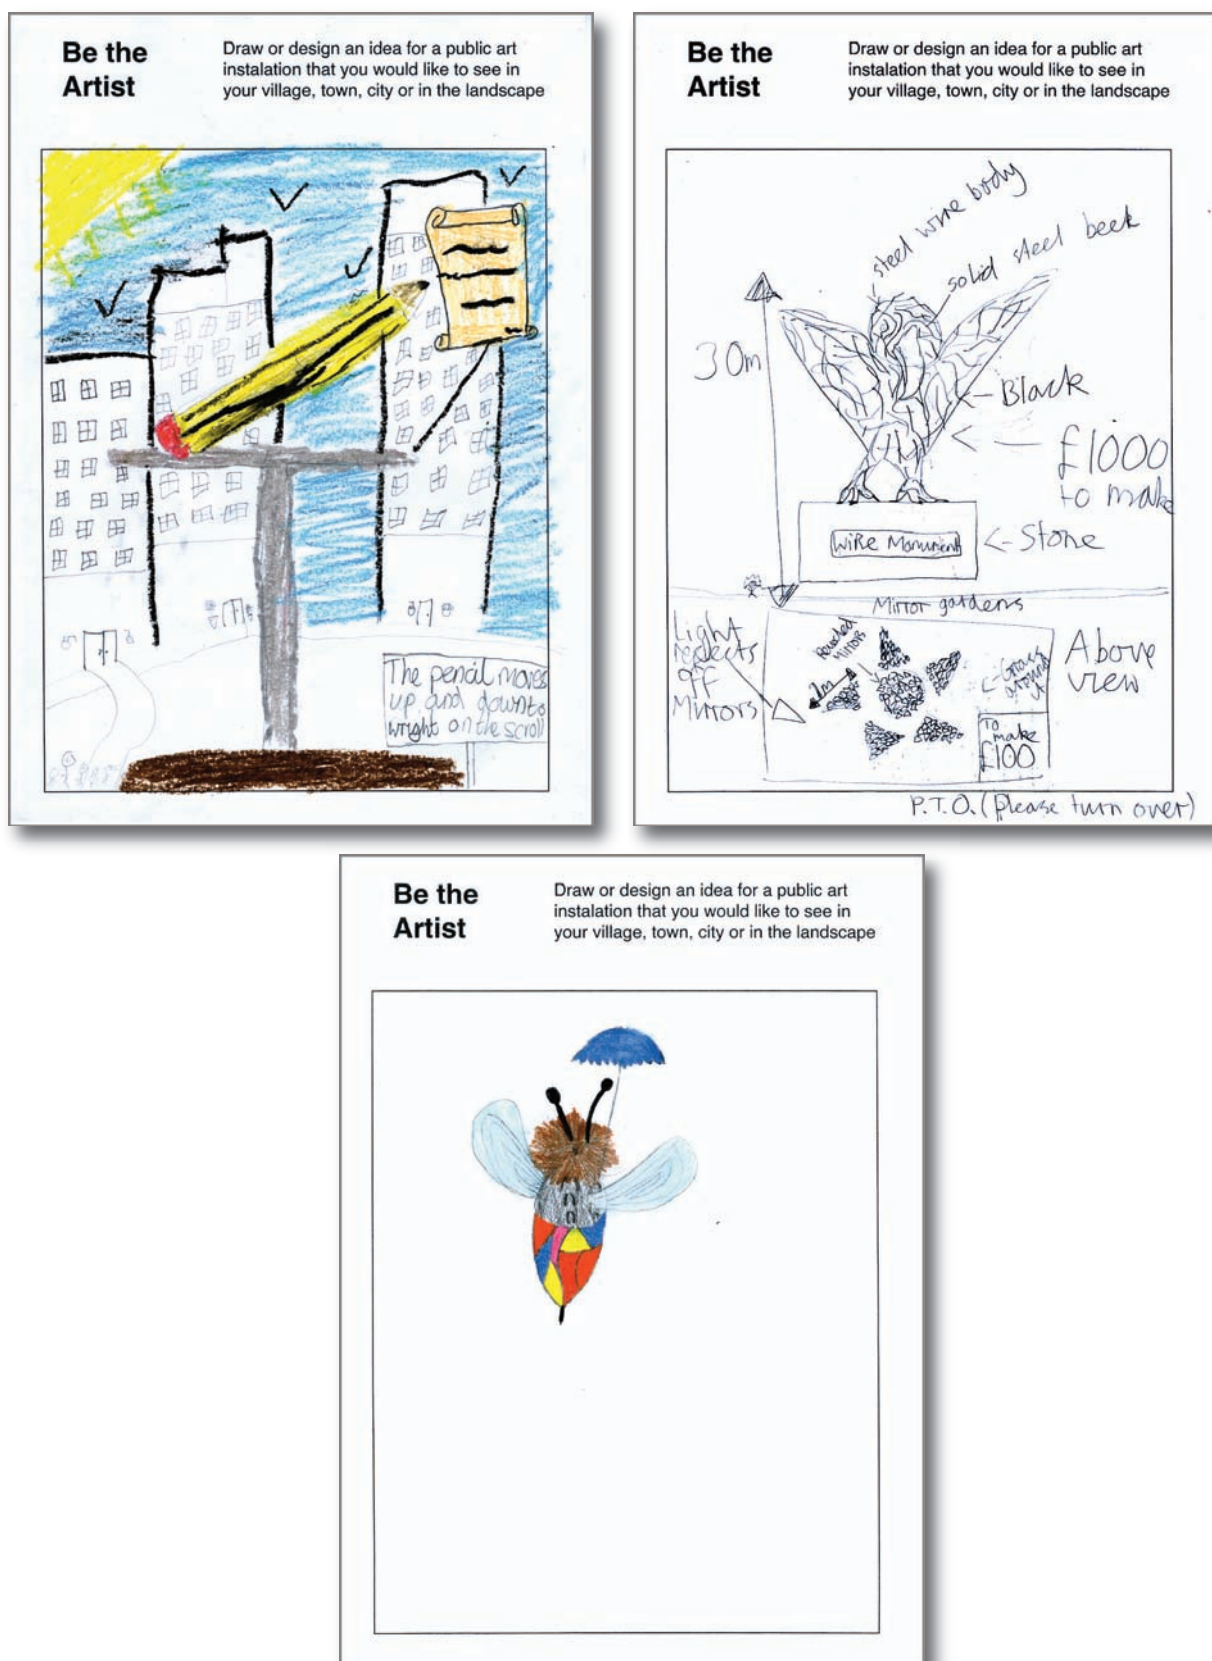 Be the
Artist
Draw or design an idea for a public art
instalation that you would like to see in
your village, town, city or in the landscape
The pencil moves
up and down to
wright on the scroll
Be the
Artist
Draw or design an idea for a public art
instalation that you would like to see in
your village, town, city or in the landscape
steel wire body
solid steel beek
30m
<- Black
<- £1000
to make
WiRe Monument
<- Stone
Mirror gardens
Light
reflects
off
Mirrors
mirrors
1m
<- Grass
around
it
Above
view
To
make
£100
P.T.O. (please turn over)
Be the
Artist
Draw or design an idea for a public art
instalation that you would like to see in
your village, town, city or in the landscape